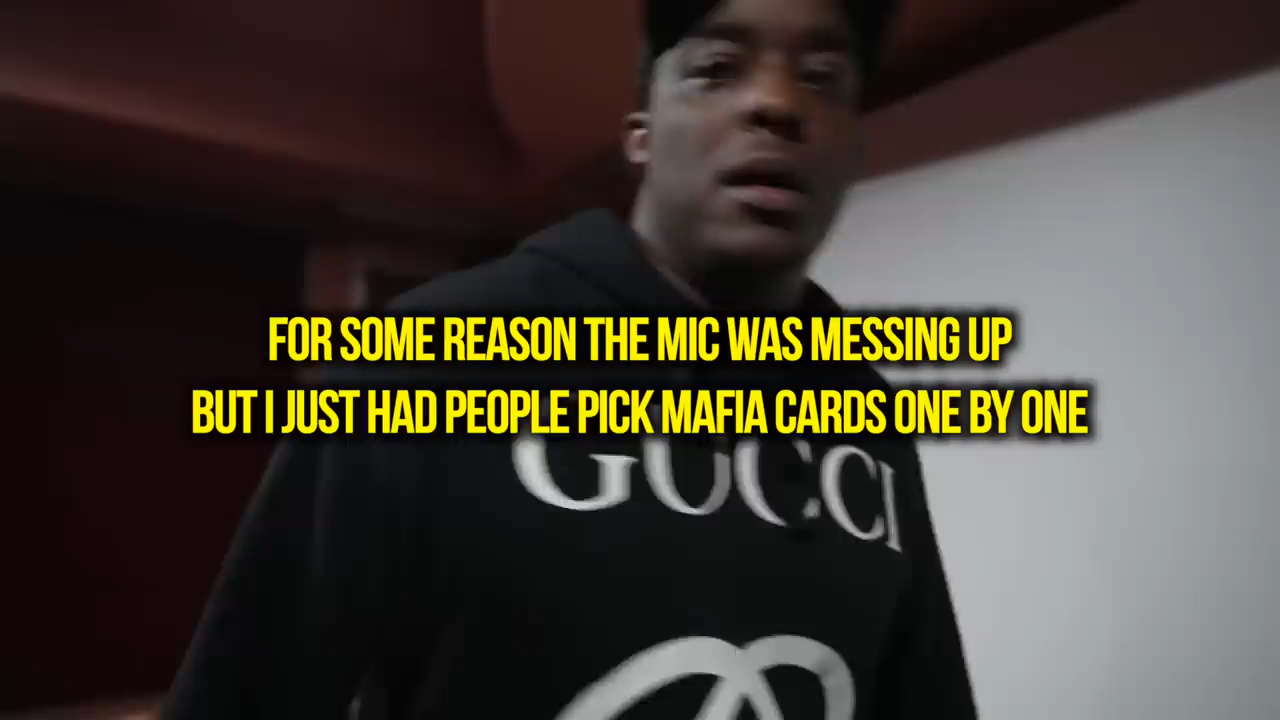 FOR SOME REASON THE MIC WAS MESSING UP
BUT I JUST HAD PEOPLE PICK MAFIA CARDS ONE BY ONE
GUCCI